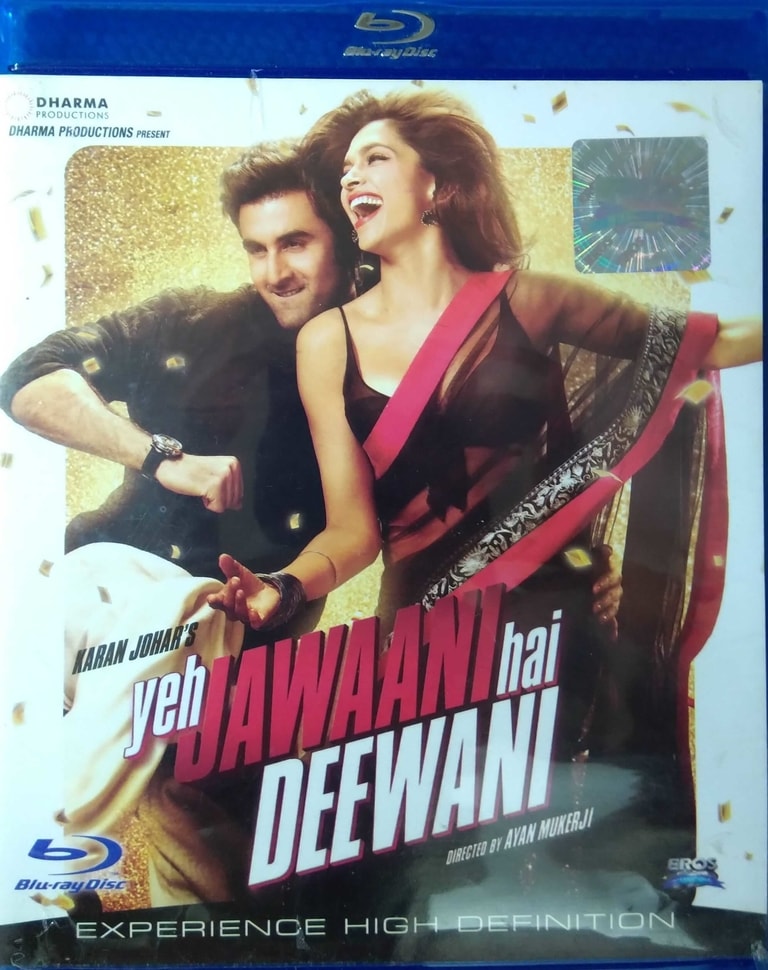 Blu-ray Disc
DHARMA
PRODUCTIONS
DHARMA PRODUCTIONS PRESENT
KARAN JOHAR'S
yeh JAWAANI hai
DEEWANI
DIRECTED BY AYAN MUKERJI
Blu-ray Disc
EROS
EXPERIENCE HIGH DEFINITION